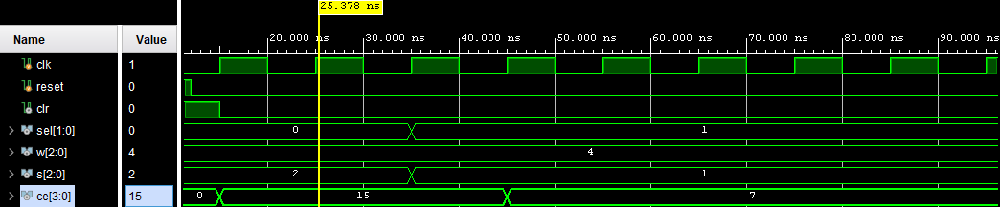 25.378 ns
Name Value
20.000 ns 30.000 ns 40.000 ns 50.000 ns 60.000 ns 70.000 ns 80.000 ns 90.000 ns
clk 1
reset 0
clr 0
sel[1:0] 0 0 1
w[2:0] 4 4
s[2:0] 2 2 1
ce[3:0] 15 0 15 7